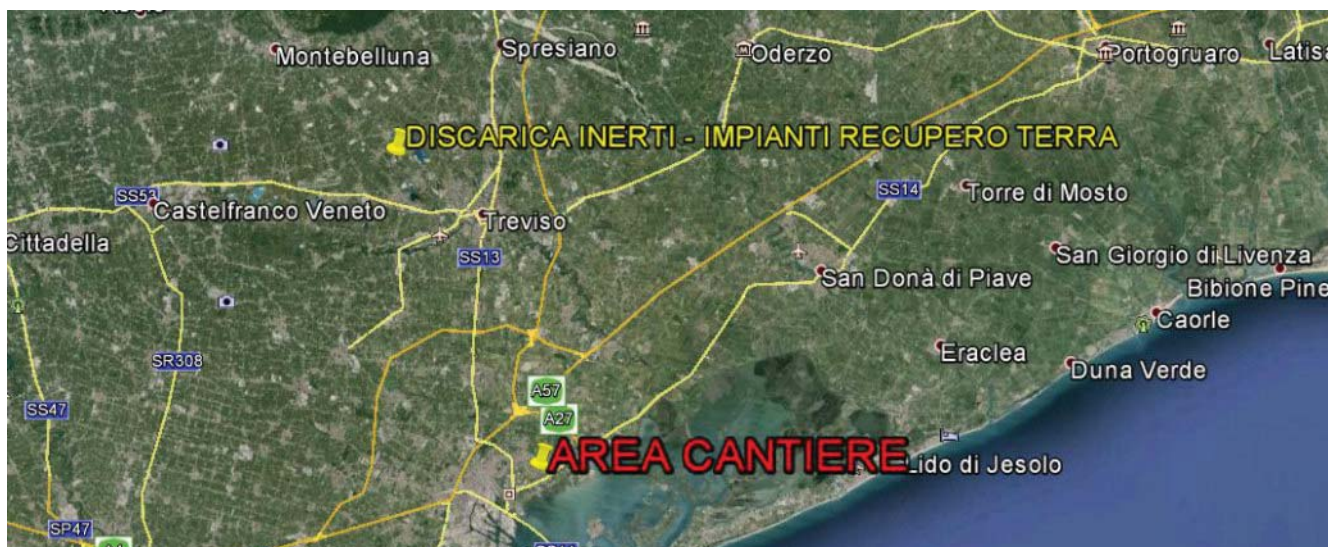 Montebelluna
Spresiano
Oderzo
Portogruaro
Latisa
DISCARICA INERTI - IMPIANTI RECUPERO TERRA
SS53
Castelfranco Veneto
Treviso
SS14
Torre di Mosto
Cittadella
SS13
San Giorgio di Livenza
San Donà di Piave
Bibione Pine
Caorle
SR308
Eraclea
Duna Verde
SS47
A57
A27
AREA CANTIERE
Lido di Jesolo
SP47